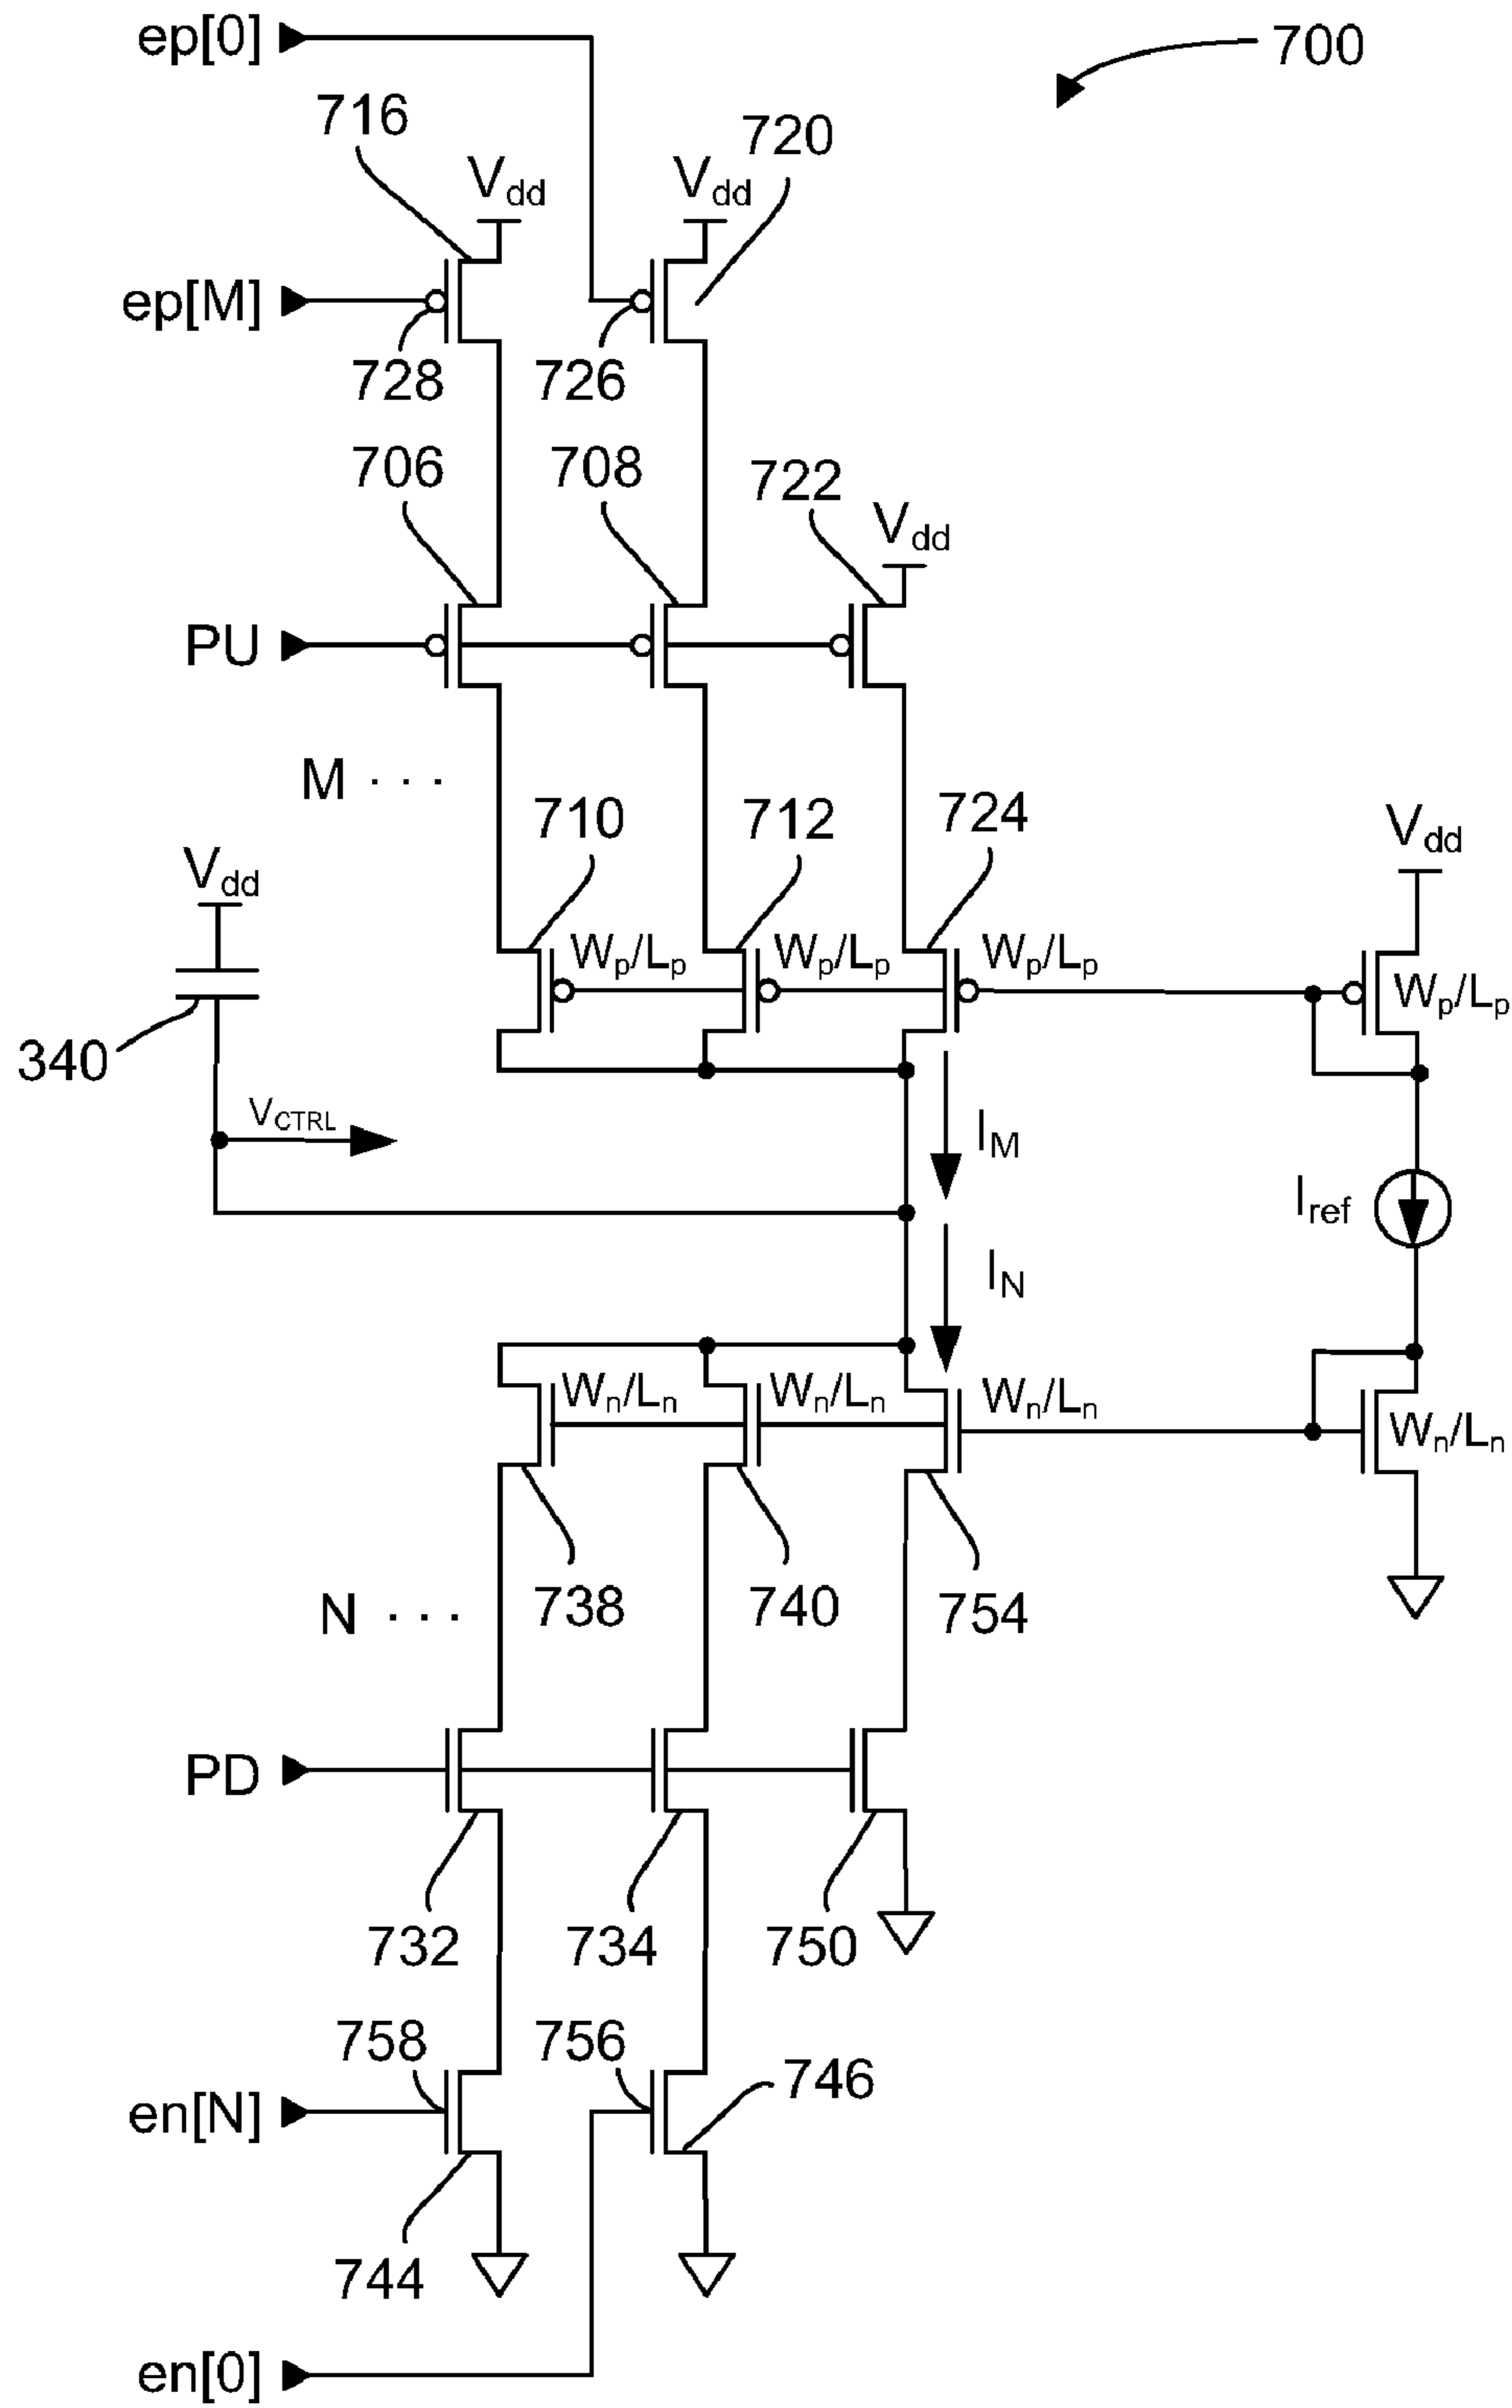 ep[0]
700
716
720
Vdd
Vdd
ep[M]
728
726
706
708
722
Vdd
PU
M . . .
710
712
724
Vdd
Vdd
Wp/Lp
Wp/Lp
Wp/Lp
Wp/Lp
340
VCTRL
IM
Iref
IN
Wn/Ln
Wn/Ln
Wn/Ln
Wn/Ln
N . . .
738
740
754
PD
732
734
750
758
756
746
en[N]
744
en[0]